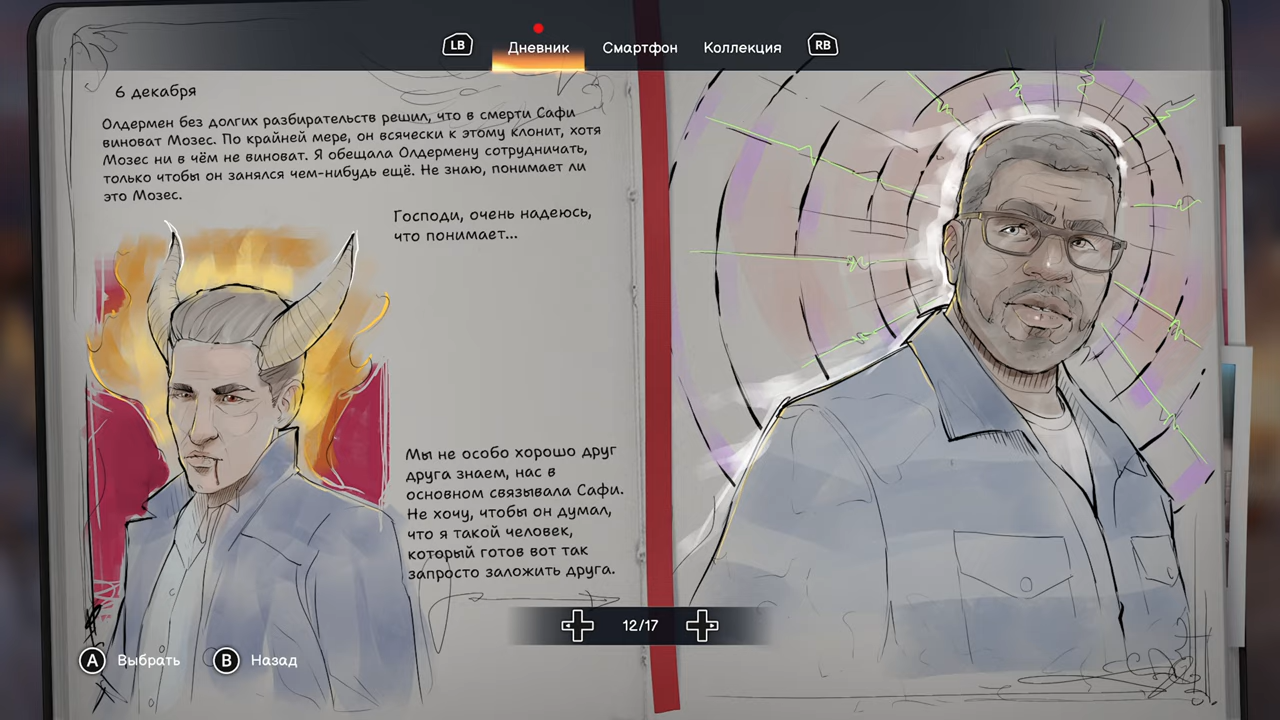 LB
Дневник
Смартфон
Коллекция
RB
6 декабря
Олдермен без долгих разбирательств решил, что в смерти Сафи
виноват Мозес. По крайней мере, он всячески к этому клонит, хотя
Мозес ни в чём не виноват. Я обещала Олдермену сотрудничать,
только чтобы он занялся чем-нибудь ещё. Не знаю, понимает ли
это Мозес.
Господи, очень надеюсь,
что понимает...
Мы не особо хорошо друг
друга знаем, нас в
основном связывала Сафи.
Не хочу, чтобы он думал,
что я такой человек,
который готов вот так
запросто заложить друга.
12/17
A Выбрать
B Назад